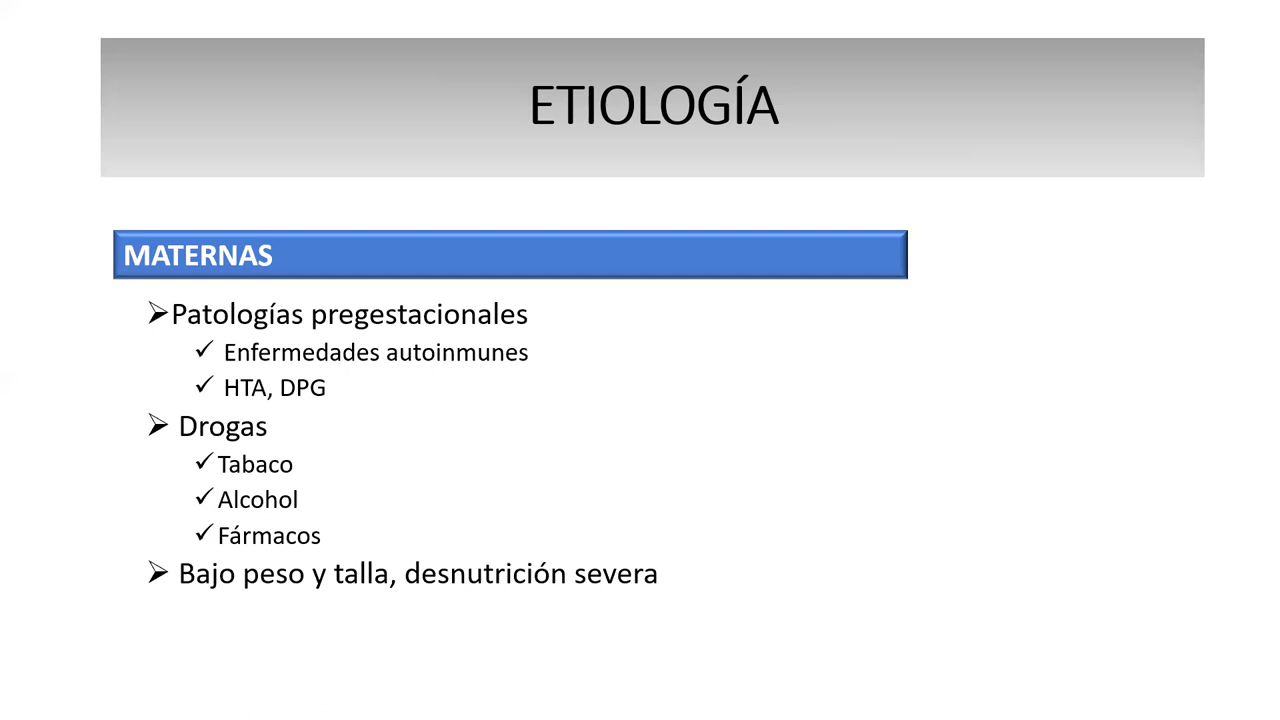 ETIOLOGÍA
MATERNAS
Patologías pregestacionales
Enfermedades autoinmunes
HTA, DPG
Drogas
Tabaco
Alcohol
Fármacos
Bajo peso y talla, desnutrición severa